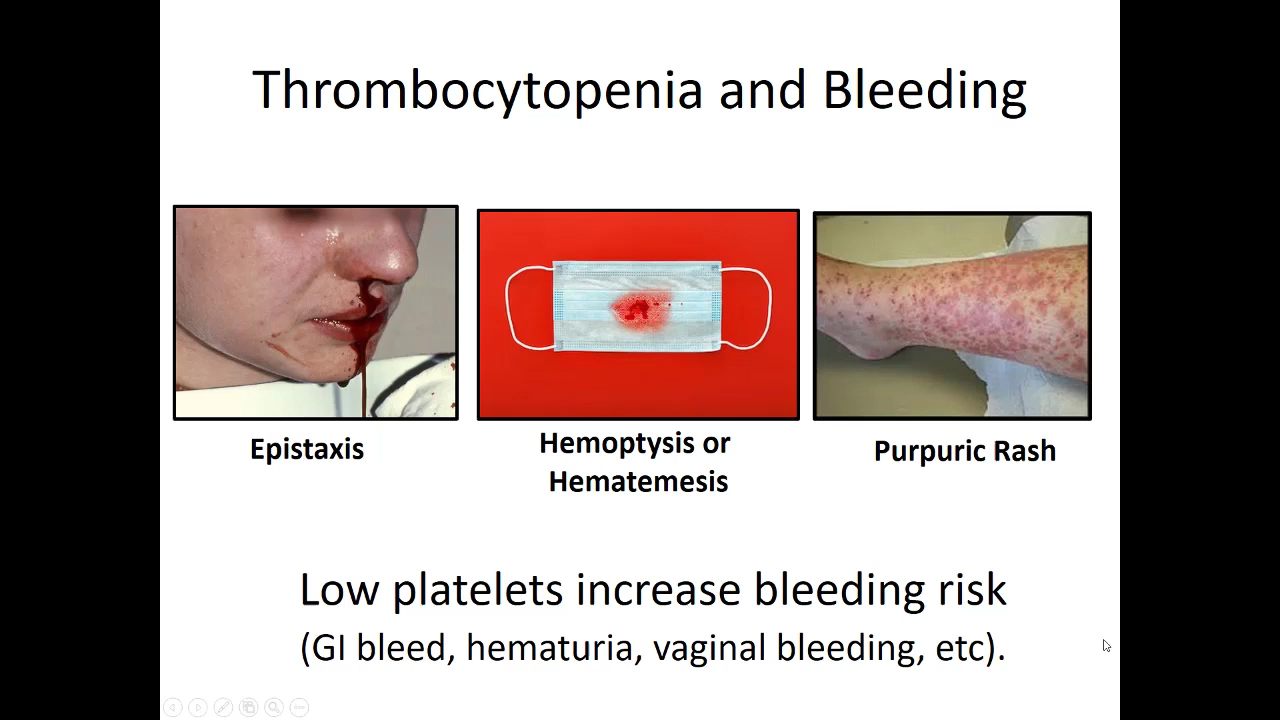 Thrombocytopenia and Bleeding
Epistaxis
Hemoptysis or
Hematemesis
Purpuric Rash
Low platelets increase bleeding risk
(GI bleed, hematuria, vaginal bleeding, etc).